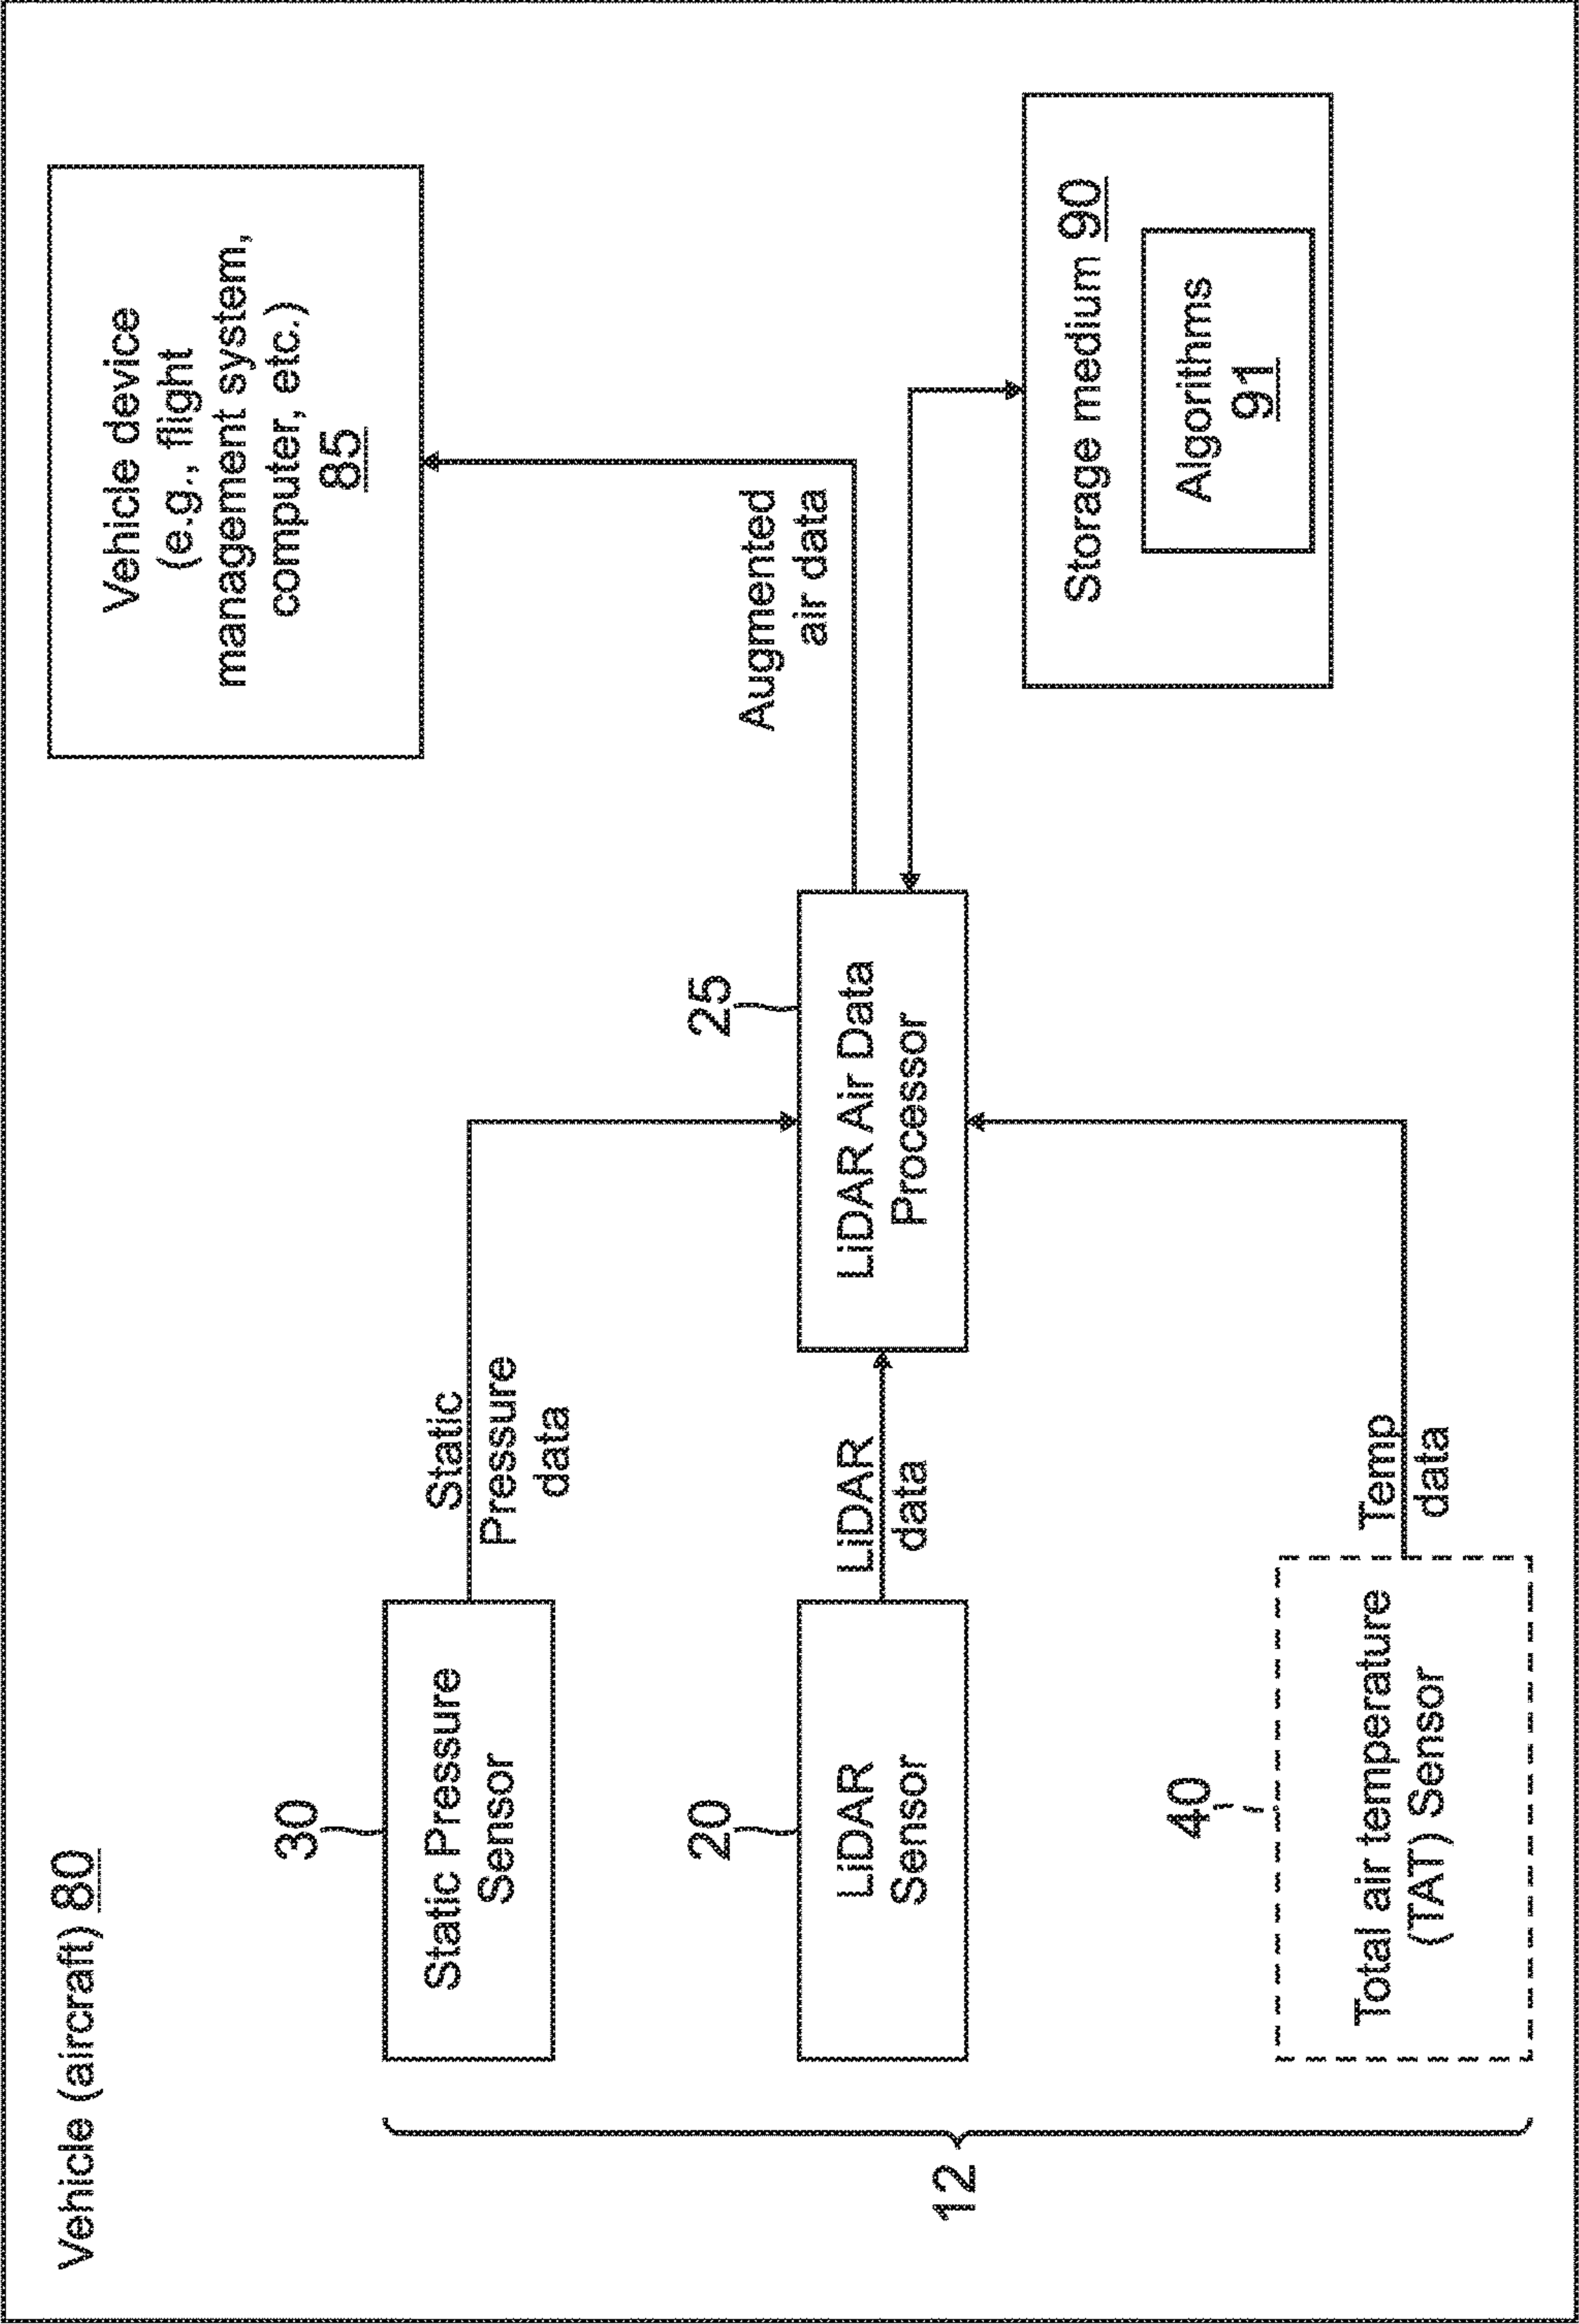 Vehicle (aircraft) 80
30
Static Pressure
Sensor
Static
Pressure
data
20
LiDAR
Sensor
LiDAR
data
40
Total air temperature
(TAT) Sensor
Temp
data
12
25
LiDAR Air Data
Processor
Augmented
air data
Vehicle device
(e.g., flight
management system,
computer, etc.)
85
Storage medium 90
Algorithms
91